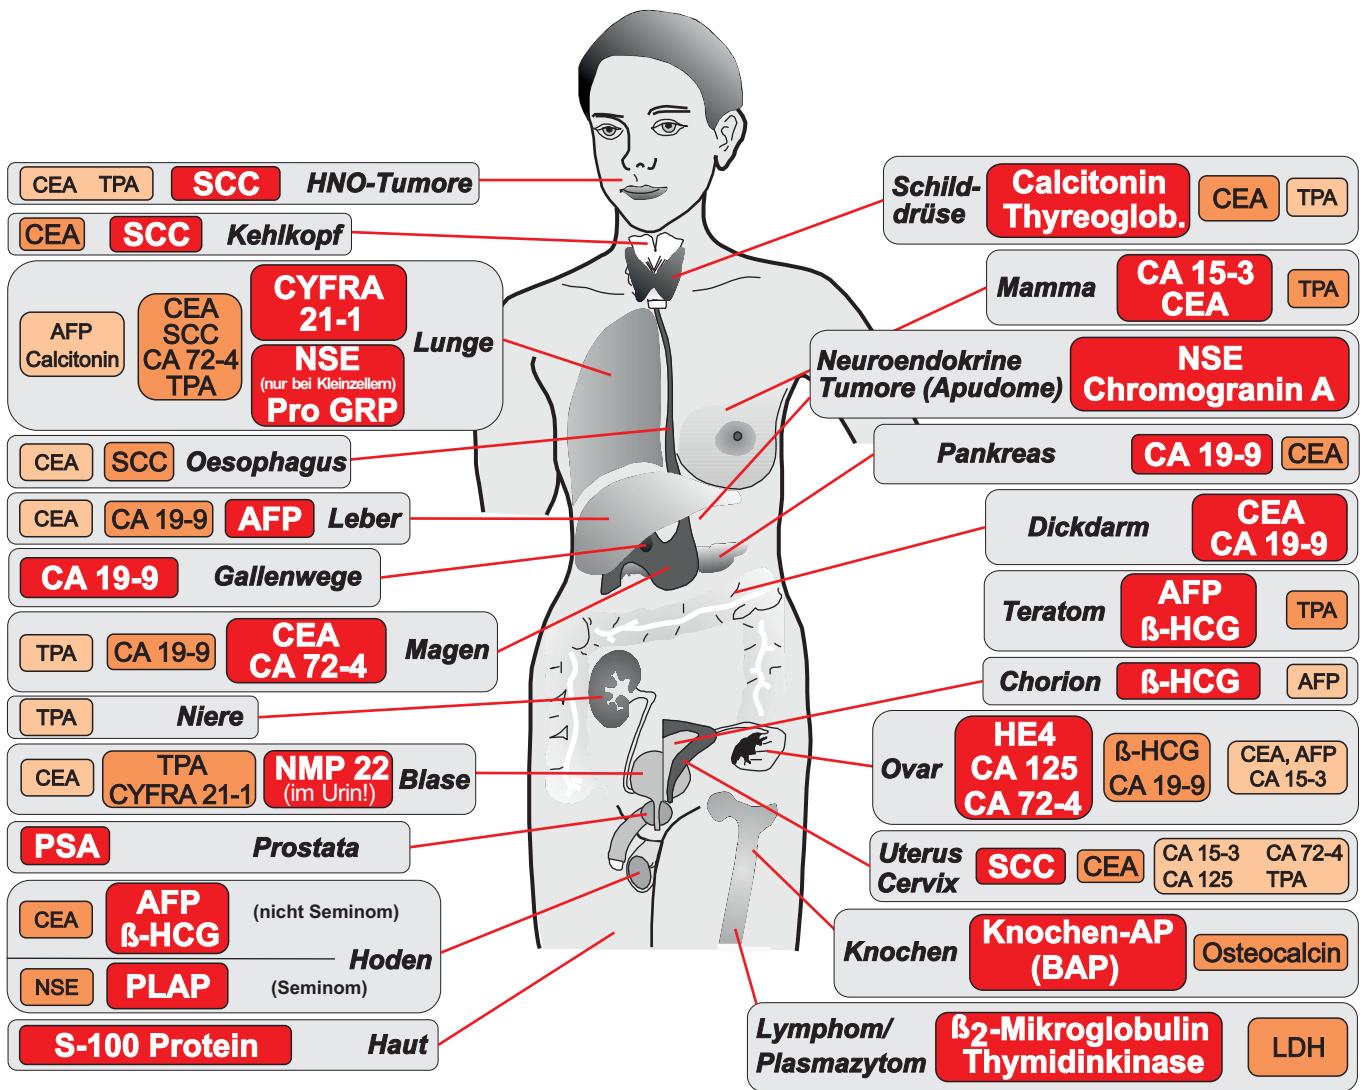 CEA TPA SCC HNO-Tumore
CEA SCC Kehlkopf
AFP
Calcitonin
CEA
SCC
CA 72-4
TPA
CYFRA
21-1
NSE
(nur bei Kleinzellern)
Pro GRP
Lunge
CEA SCC Oesophagus
CEA CA 19-9 AFP Leber
CA 19-9 Gallenwege
TPA CA 19-9
CEA
CA 72-4
Magen
TPA Niere
CEA
TPA
CYFRA 21-1
NMP 22
(im Urin!)
Blase
PSA Prostata
CEA
AFP
ß-HCG
(nicht Seminom)
Hoden
NSE PLAP (Seminom)
S-100 Protein Haut
Schild-
drüse
Calcitonin
Thyreoglob.
CEA TPA
Mamma
CA 15-3
CEA
TPA
Neuroendokrine
Tumore (Apudome)
NSE
Chromogranin A
Pankreas CA 19-9 CEA
Dickdarm
CEA
CA 19-9
Teratom
AFP
ß-HCG
TPA
Chorion ß-HCG AFP
Ovar
HE4
CA 125
CA 72-4
ß-HCG
CA 19-9
CEA, AFP
CA 15-3
Uterus
Cervix
SCC CEA
CA 15-3 CA 72-4
CA 125 TPA
Knochen
Knochen-AP
(BAP)
Osteocalcin
Lymphom/
Plasmazytom
ß2-Mikroglobulin
Thymidinkinase
LDH